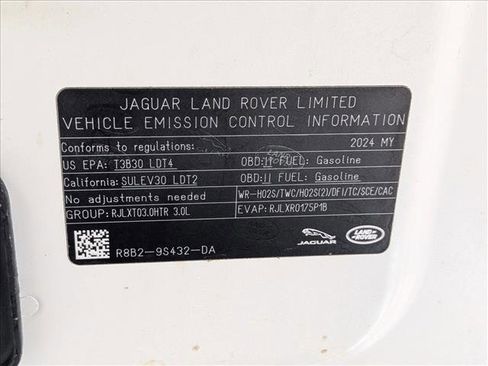 JAGUAR LAND ROVER LIMITED
VEHICLE EMISSION CONTROL INFORMATION
Conforms to regulations: 2024 MY
US EPA: T3B30 LDT4 OBD:II FUEL: Gasoline
California: SULEV30 LDT2 OBD:II FUEL: Gasoline
No adjustments needed WR-HO2S/TWC/HO2S(2)/DFI/TC/SCE/CAC
GROUP: RJLXT03.0HTR 3.0L EVAP: RJLXR0175P1B
R8B2-9S432-DA
JAGUAR
LAND ROVER